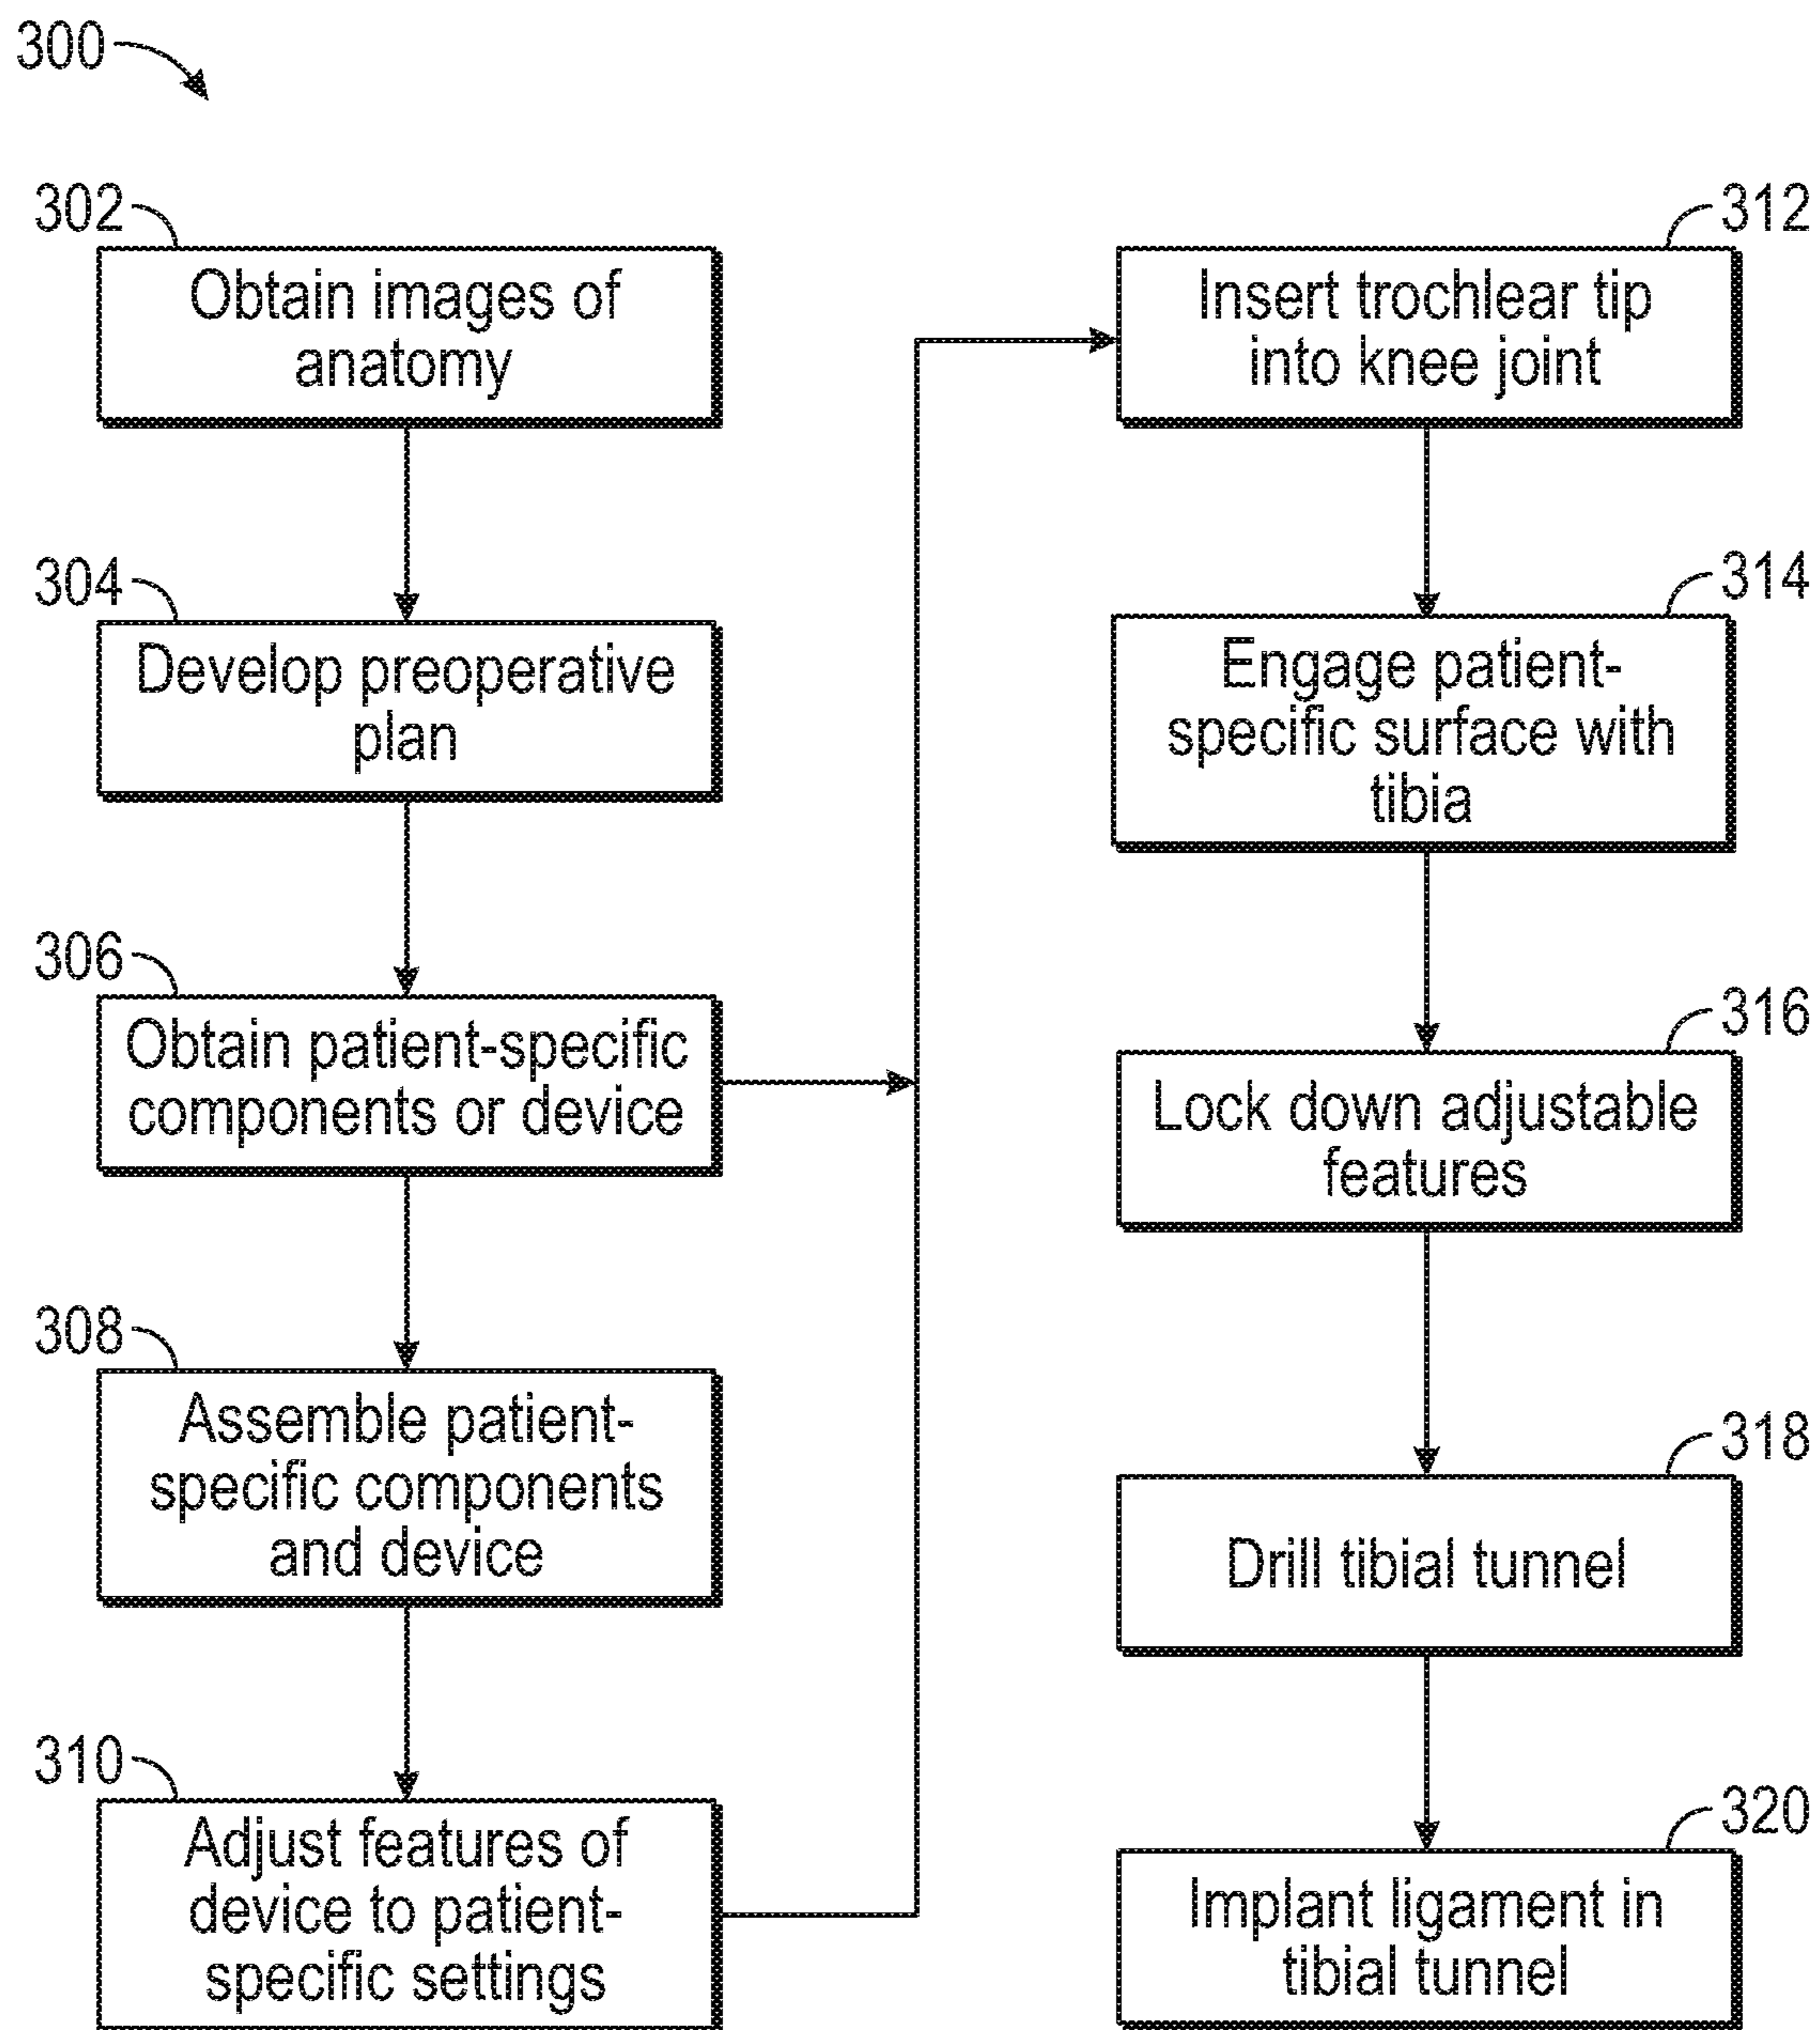 300
302
Obtain images of
anatomy
304
Develop preoperative
plan
306
Obtain patient-specific
components or device
308
Assemble patient-
specific components
and device
310
Adjust features of
device to patient-
specific settings
312
Insert trochlear tip
into knee joint
314
Engage patient-
specific surface with
tibia
316
Lock down adjustable
features
318
Drill tibial tunnel
320
Implant ligament in
tibial tunnel